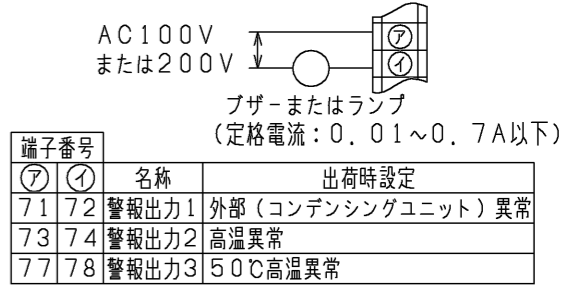 AC100V
または200V
㋐
㋑
ブザーまたはランプ
(定格電流:0.01~0.7A以下)
端子番号
㋐ ㋑ 名称 出荷時設定
71 72 警報出力1 外部(コンデンシングユニット)異常
73 74 警報出力2 高温異常
77 78 警報出力3 50℃高温異常